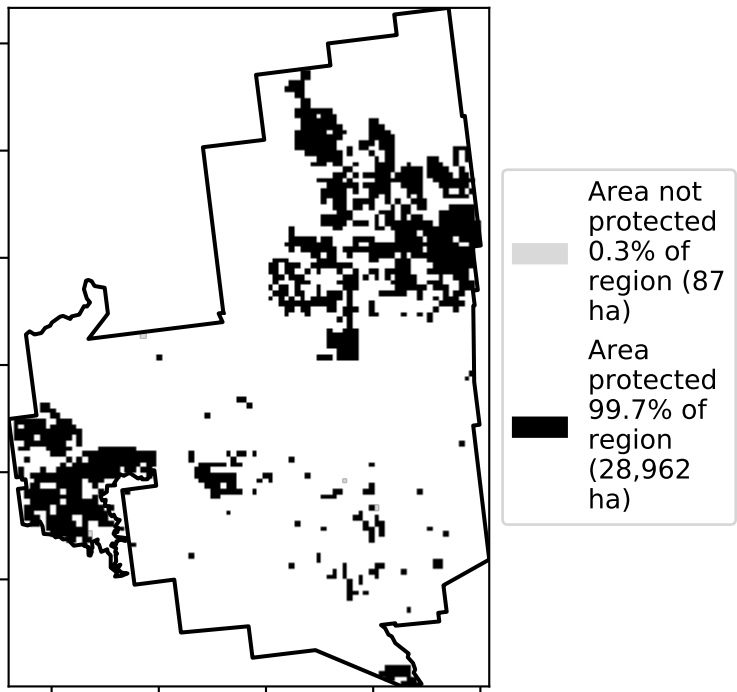 Area not
protected
0.3% of
region (87
ha)
Area
protected
99.7% of
region
(28,962
ha)